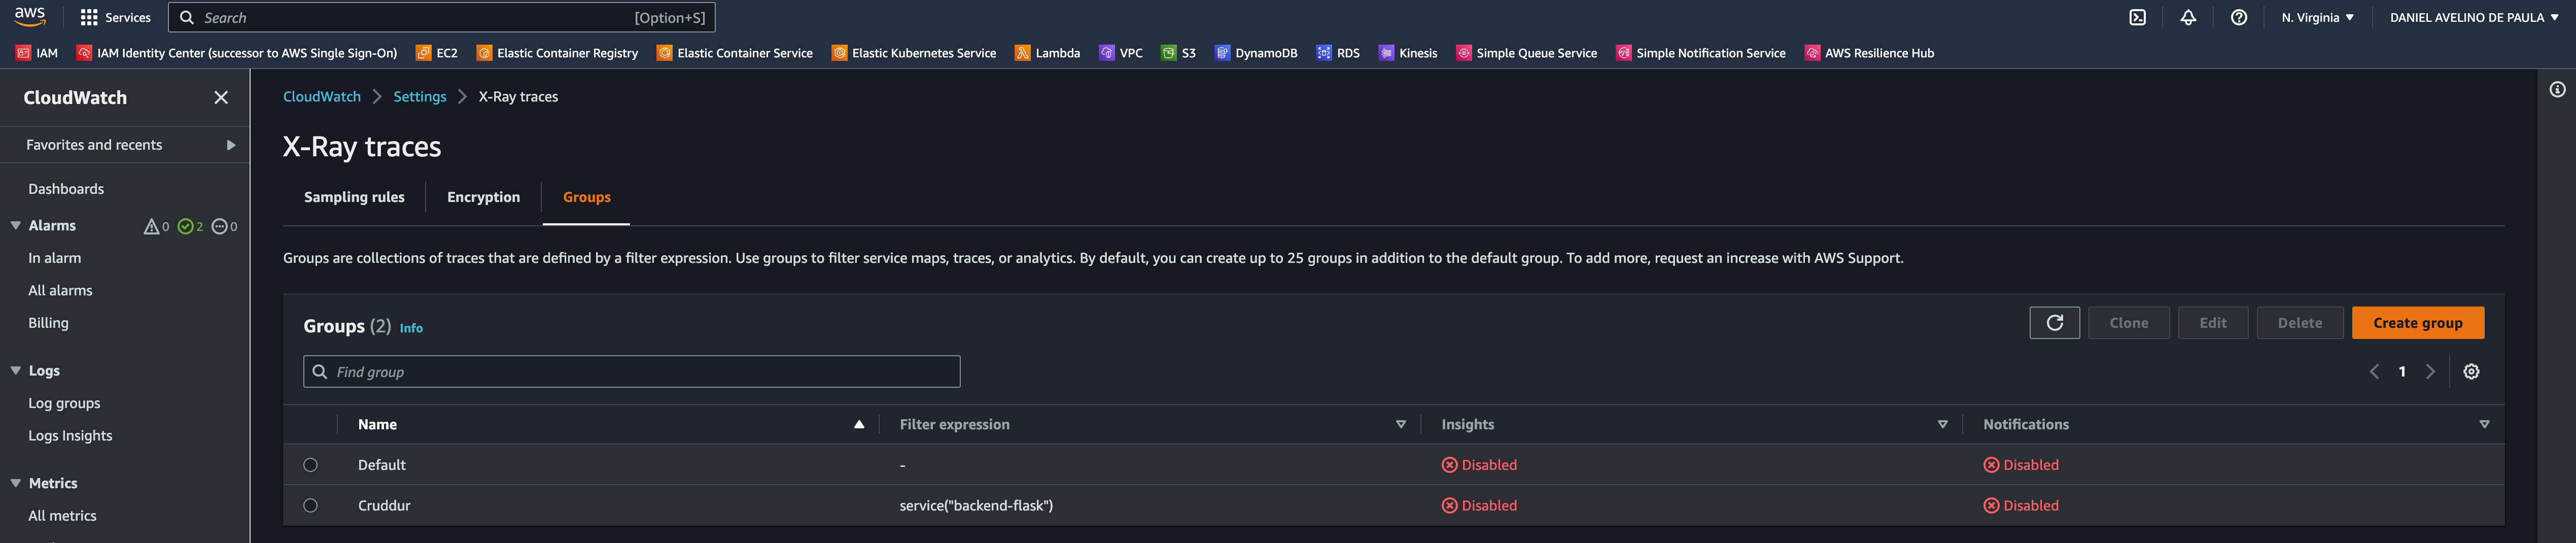 aws
Services
Search
[Option+S]
N. Virginia
DANIEL AVELINO DE PAULA
IAM
IAM Identity Center (successor to AWS Single Sign-On)
EC2
Elastic Container Registry
Elastic Container Service
Elastic Kubernetes Service
Lambda
VPC
S3
DynamoDB
RDS
Kinesis
Simple Queue Service
Simple Notification Service
AWS Resilience Hub
CloudWatch
Favorites and recents
Dashboards
Alarms
0
2
0
In alarm
All alarms
Billing
Logs
Log groups
Logs Insights
Metrics
All metrics
CloudWatch
Settings
X-Ray traces
X-Ray traces
Sampling rules
Encryption
Groups
Groups are collections of traces that are defined by a filter expression. Use groups to filter service maps, traces, or analytics. By default, you can create up to 25 groups in addition to the default group. To add more, request an increase with AWS Support.
Groups (2) Info
Clone
Edit
Delete
Create group
Find group
1
Name
Filter expression
Insights
Notifications
Default
-
Disabled
Disabled
Cruddur
service("backend-flask")
Disabled
Disabled